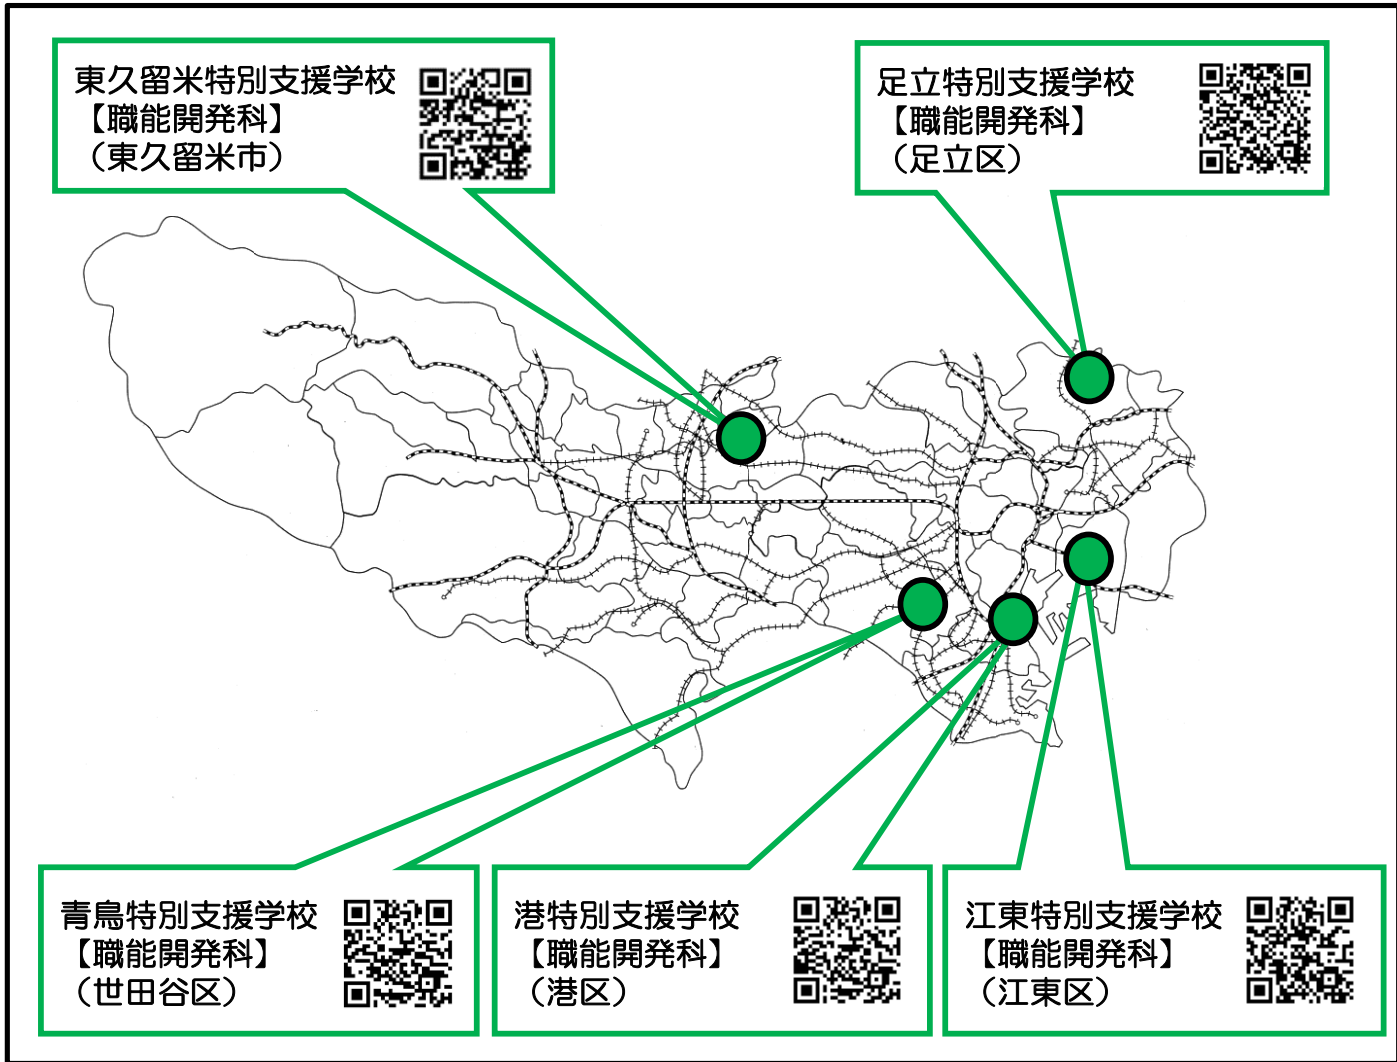 東久留米特別支援学校
【職能開発科】
（東久留米市）
足立特別支援学校
【職能開発科】
（足立区）
青鳥特別支援学校
【職能開発科】
（世田谷区）
港特別支援学校
【職能開発科】
（港区）
江東特別支援学校
【職能開発科】
（江東区）